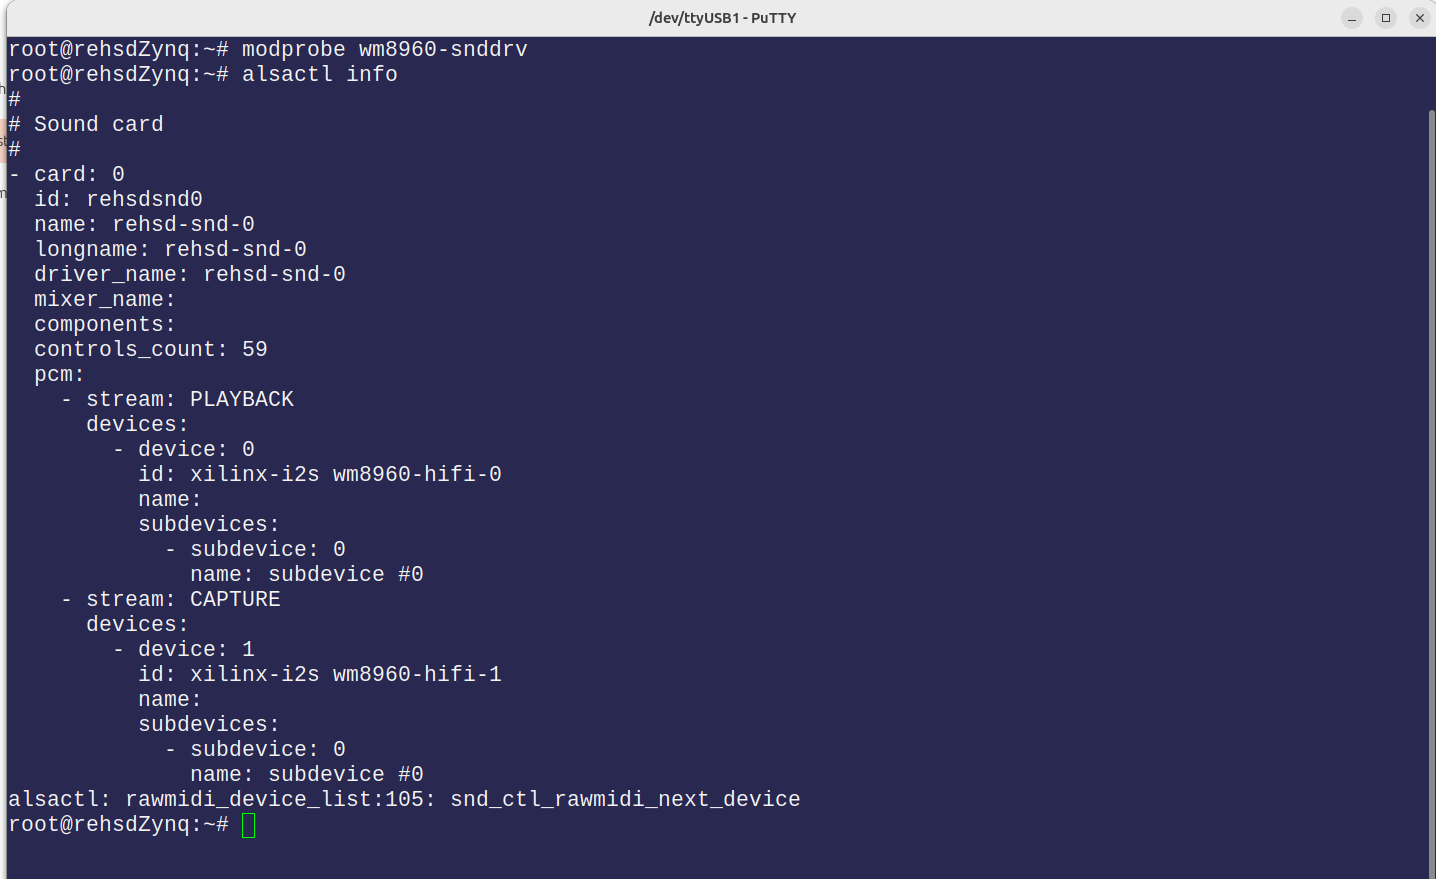 /dev/ttyUSB1 - PuTTY
root@rehsdZynq:~# modprobe wm8960-snddrv
root@rehsdZynq:~# alsactl info
#
# Sound card
#
- card: 0
  id: rehsdsnd0
  name: rehsd-snd-0
  longname: rehsd-snd-0
  driver_name: rehsd-snd-0
  mixer_name:
  components:
  controls_count: 59
  pcm:
    - stream: PLAYBACK
      devices:
        - device: 0
          id: xilinx-i2s wm8960-hifi-0
          name:
          subdevices:
            - subdevice: 0
              name: subdevice #0
    - stream: CAPTURE
      devices:
        - device: 1
          id: xilinx-i2s wm8960-hifi-1
          name:
          subdevices:
            - subdevice: 0
              name: subdevice #0
alsactl: rawmidi_device_list:105: snd_ctl_rawmidi_next_device
root@rehsdZynq:~#